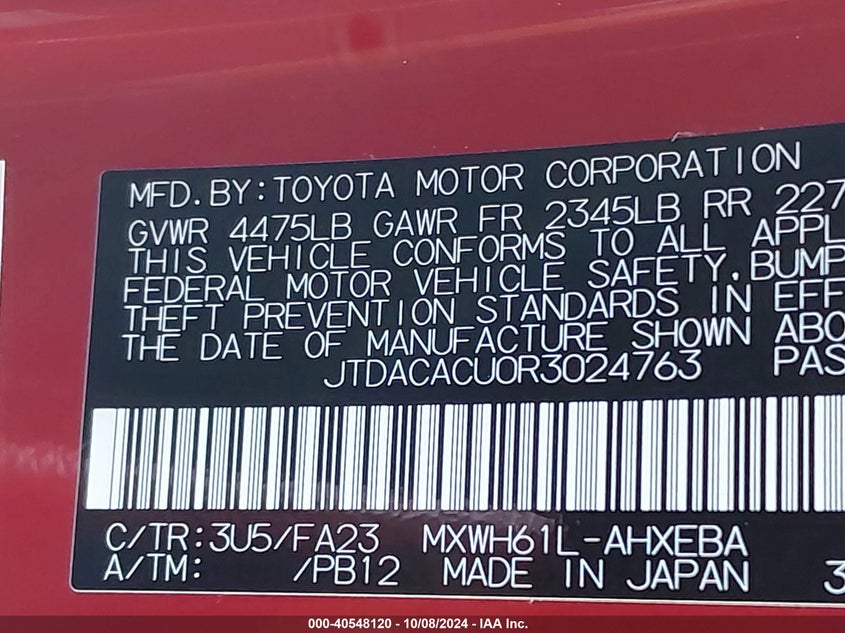 MFD.BY:TOYOTA MOTOR CORPORATION
GVWR 4475LB GAWR FR 2345LB RR 227
THIS VEHICLE CONFORMS TO ALL APPL
FEDERAL MOTOR VEHICLE SAFETY,BUMP
THEFT PREVENTION STANDARDS IN EFF
THE DATE OF MANUFACTURE SHOWN ABO
JTDACACU0R3024763 PAS
C/TR:3U5/FA23 MXWH61L-AHXEBA
A/TM: /PB12 MADE IN JAPAN 3
000-40548120 - 10/08/2024 - IAA Inc.